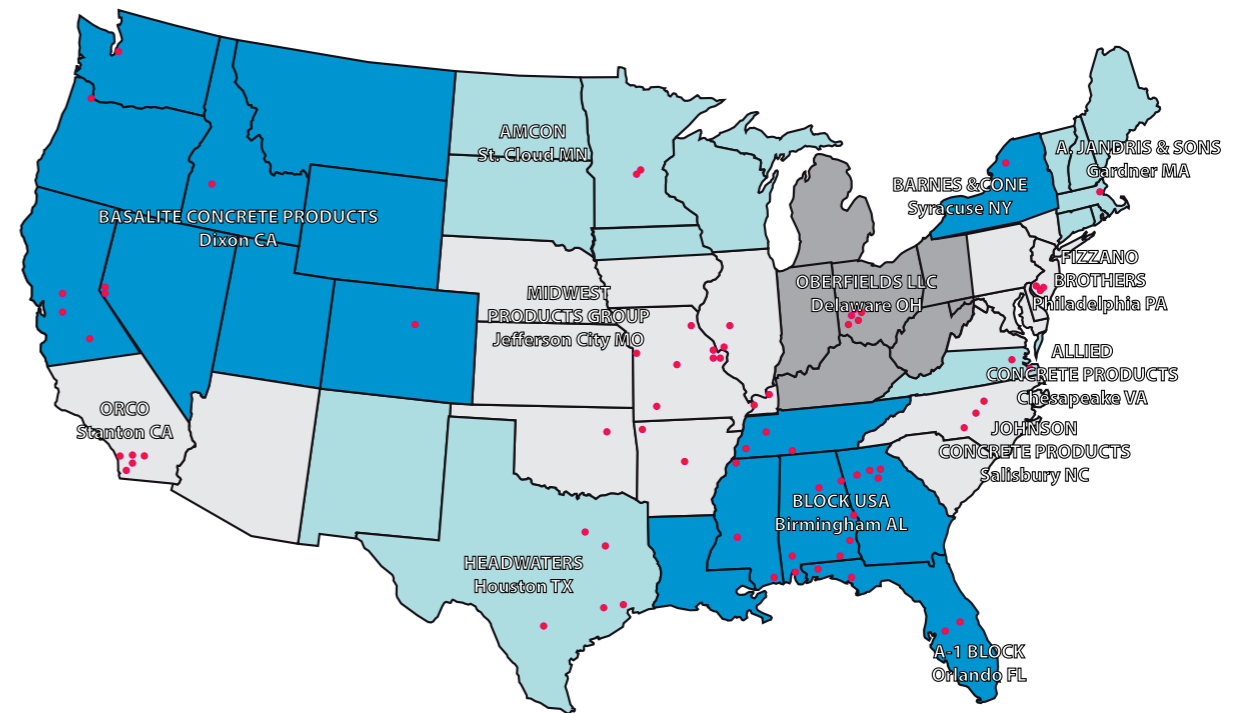 AMCON
St. Cloud MN
A. JANDRIS & SONS
Gardner MA
BARNES &CONE
Syracuse NY
BASALITE CONCRETE PRODUCTS
Dixon CA
FIZZANO
BROTHERS
Philadelphia PA
OBERFIELDS LLC
Delaware OH
MIDWEST
PRODUCTS GROUP
Jefferson City MO
ALLIED
CONCRETE PRODUCTS
Chesapeake VA
ORCO
Stanton CA
JOHNSON
CONCRETE PRODUCTS
Salisbury NC
BLOCK USA
Birmingham AL
HEADWATERS
Houston TX
A-1 BLOCK
Orlando FL